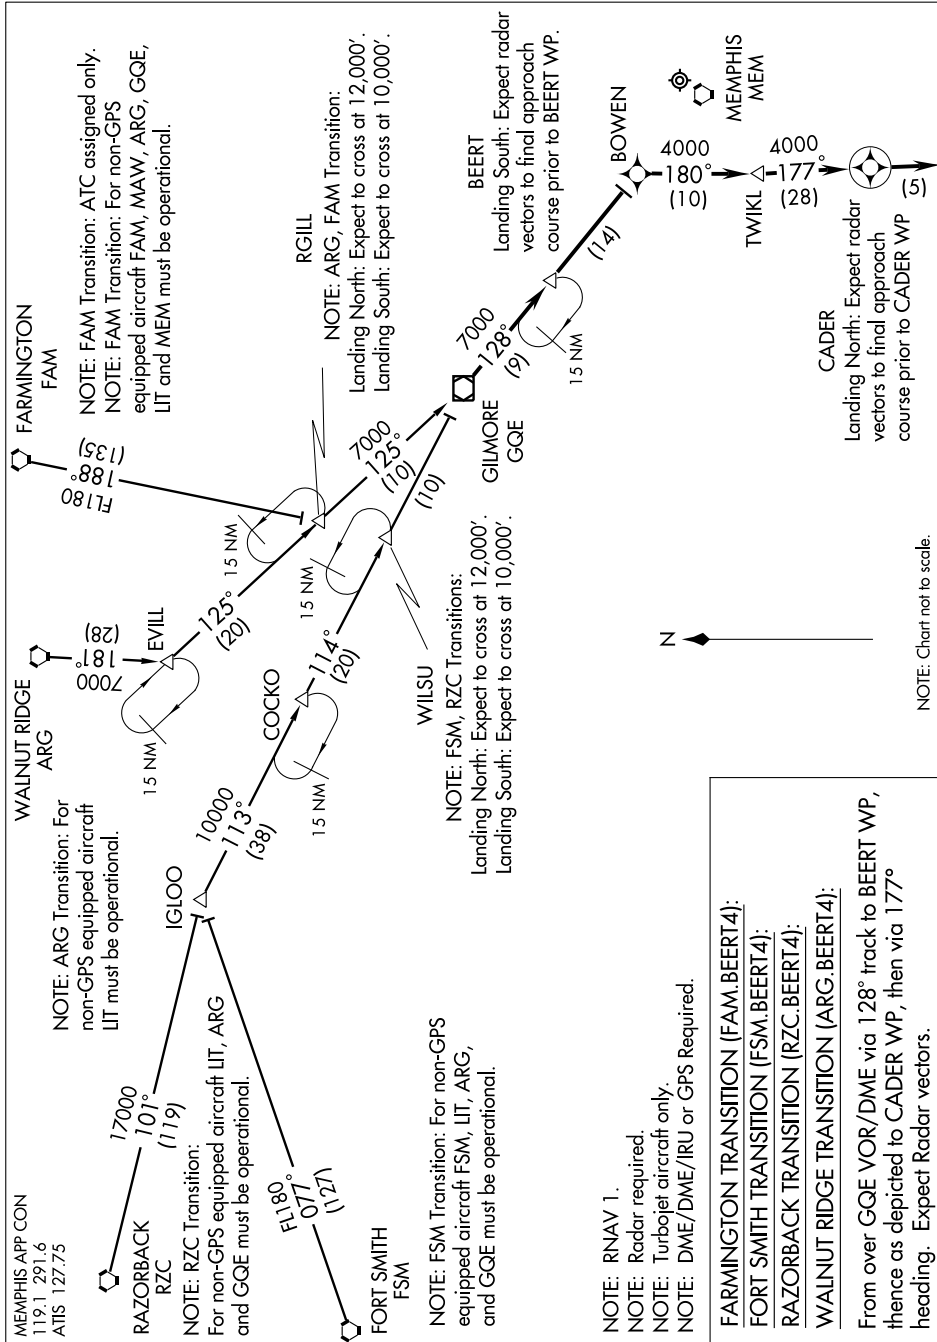 MEMPHIS APP CON
119.1 291.6
ATIS 127.75
RAZORBACK
RZC
17000
101°
(119)
NOTE: RZC Transition:
For non-GPS equipped aircraft LIT, ARG
and GQE must be operational.
FORT SMITH
FSM
FL180
077°
(127)
NOTE: FSM Transition: For non-GPS
equipped aircraft FSM, LIT, ARG,
and GQE must be operational.
NOTE: ARG Transition: For
non-GPS equipped aircraft
LIT must be operational.
IGLOO
10000
113°
(38)
WALNUT RIDGE
ARG
7000
181°
(28)
EVILL
15 NM
125°
(20)
COCKO
15 NM
114°
(20)
FARMINGTON
FAM
FL180
188°
(135)
NOTE: FAM Transition: ATC assigned only.
NOTE: FAM Transition: For non-GPS
equipped aircraft FAM, MAW, ARG, GQE,
LIT and MEM must be operational.
RGILL
NOTE: ARG, FAM Transition:
Landing North: Expect to cross at 12,000'.
Landing South: Expect to cross at 10,000'.
15 NM
7000
125°
(10)
15 NM
WILSU
NOTE: FSM, RZC Transitions:
Landing North: Expect to cross at 12,000'.
Landing South: Expect to cross at 10,000'.
(10)
GILMORE
GQE
7000
128°
(9)
15 NM
BEERT
Landing South: Expect radar
vectors to final approach
course prior to BEERT WP.
(14)
BOWEN
4000
180°
(10)
MEMPHIS
MEM
TWIKL
4000
177°
(28)
CADER
Landing North: Expect radar
vectors to final approach
course prior to CADER WP
(5)
N
NOTE: Chart not to scale.
NOTE: RNAV 1.
NOTE: Radar required.
NOTE: Turbojet aircraft only.
NOTE: DME/DME/IRU or GPS Required.
FARMINGTON TRANSITION (FAM.BEERT4):
FORT SMITH TRANSITION (FSM.BEERT4):
RAZORBACK TRANSITION (RZC.BEERT4):
WALNUT RIDGE TRANSITION (ARG.BEERT4):
From over GQE VOR/DME via 128° track to BEERT WP,
thence as depicted to CADER WP, then via 177°
heading. Expect Radar vectors.